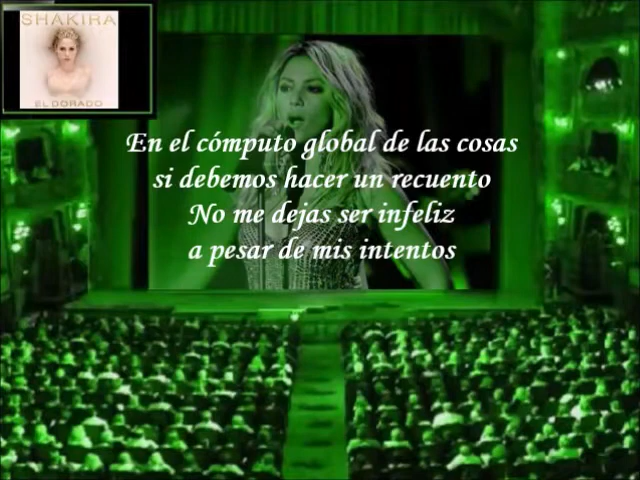 SHAKIRA
EL DORADO
En el cómputo global de las cosas
si debemos hacer un recuento
No me dejas ser infeliz
a pesar de mis intentos